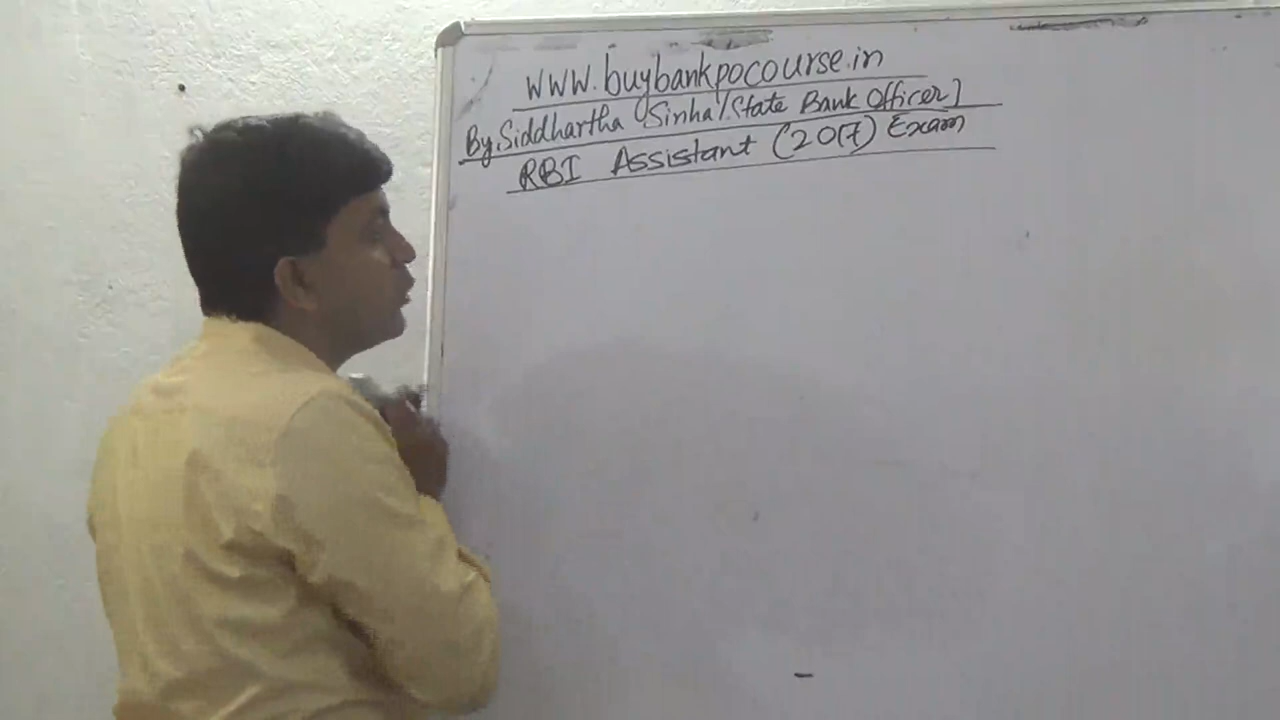 www.buybankpocourse.in
By, Siddhartha Sinha (State Bank Officer)
RBI Assistant (2017) Exam